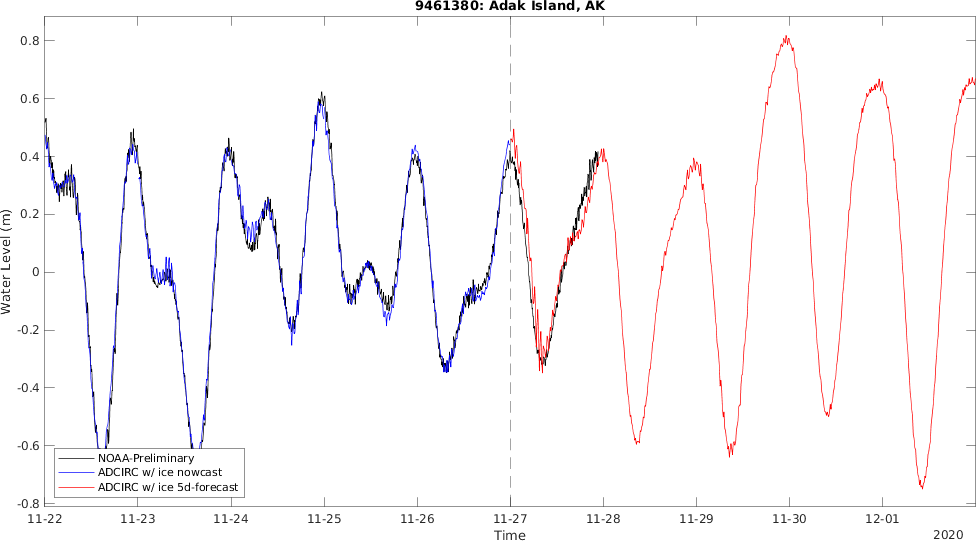 9461380: Adak Island, AK
0.8
0.6
0.4
0.2
0
-0.2
-0.4
-0.6
-0.8
Water Level (m)
NOAA-Preliminary
ADCIRC w/ ice nowcast
ADCIRC w/ ice 5d-forecast
11-22 11-23 11-24 11-25 11-26 11-27 11-28 11-29 11-30 12-01
Time
2020